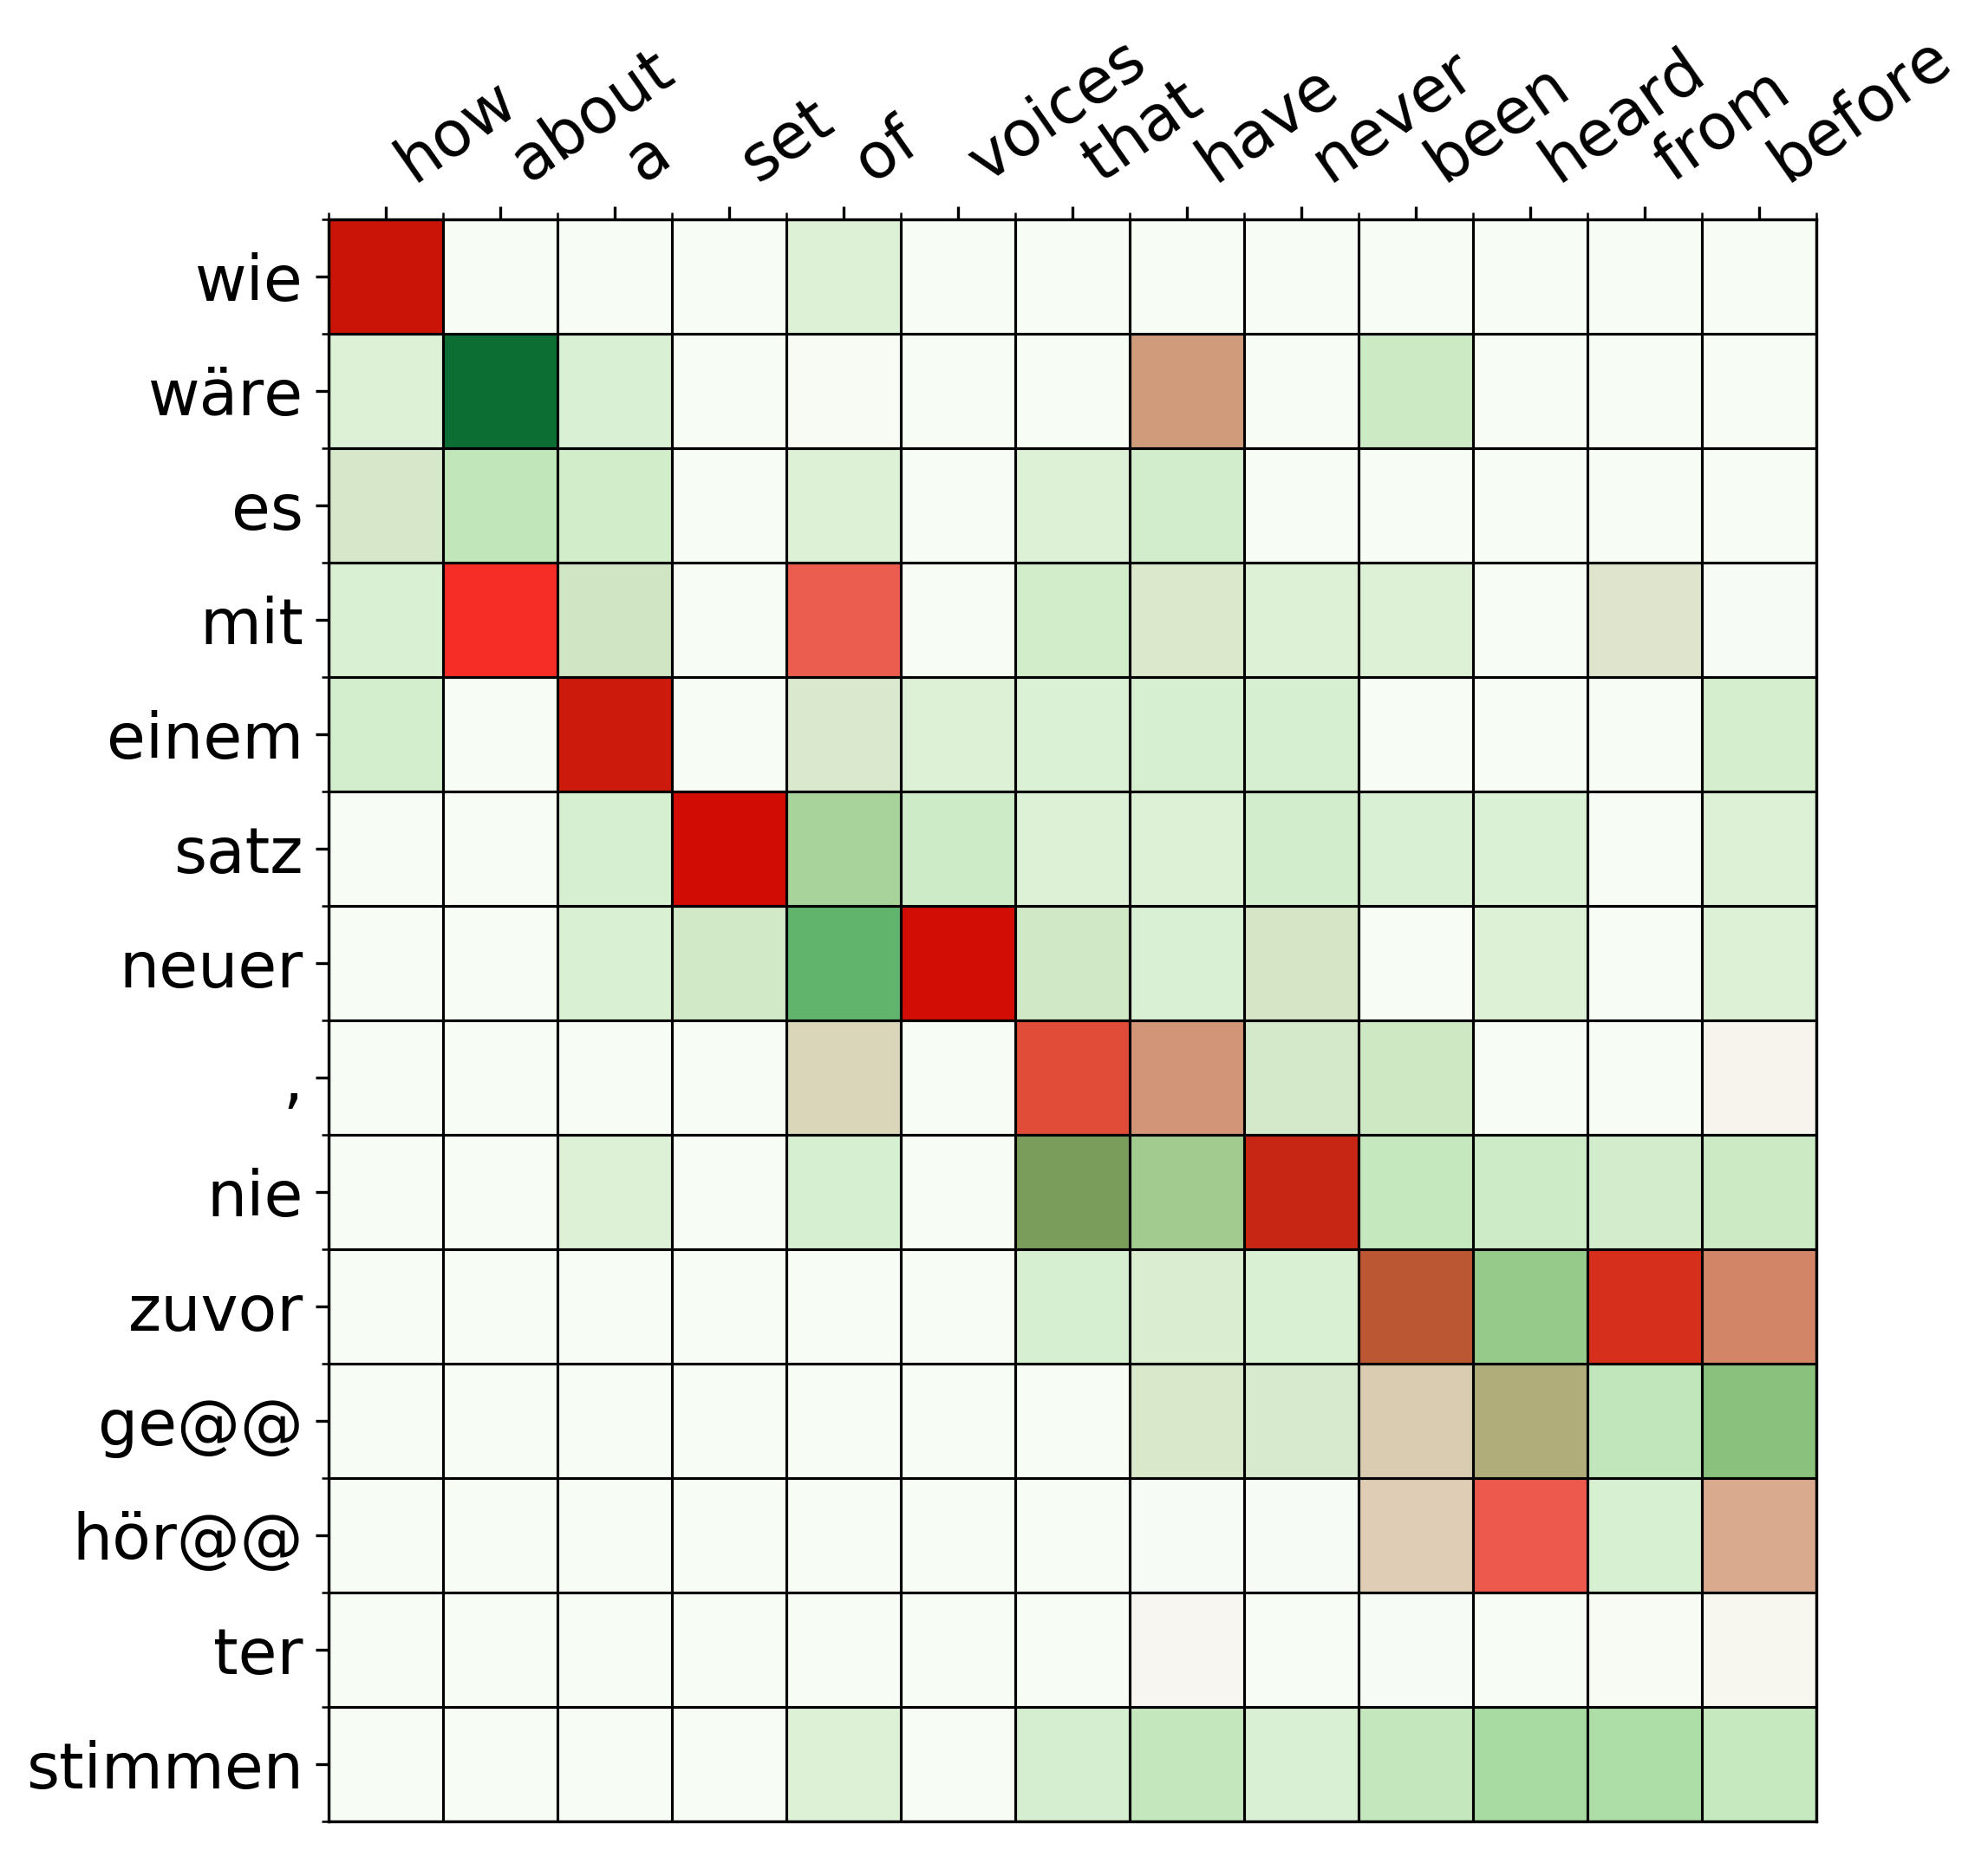 how about a set of voices that have never been heard from before
wie
wäre
es
mit
einem
satz
neuer
,
nie
zuvor
ge@@
hör@@
ter
stimmen